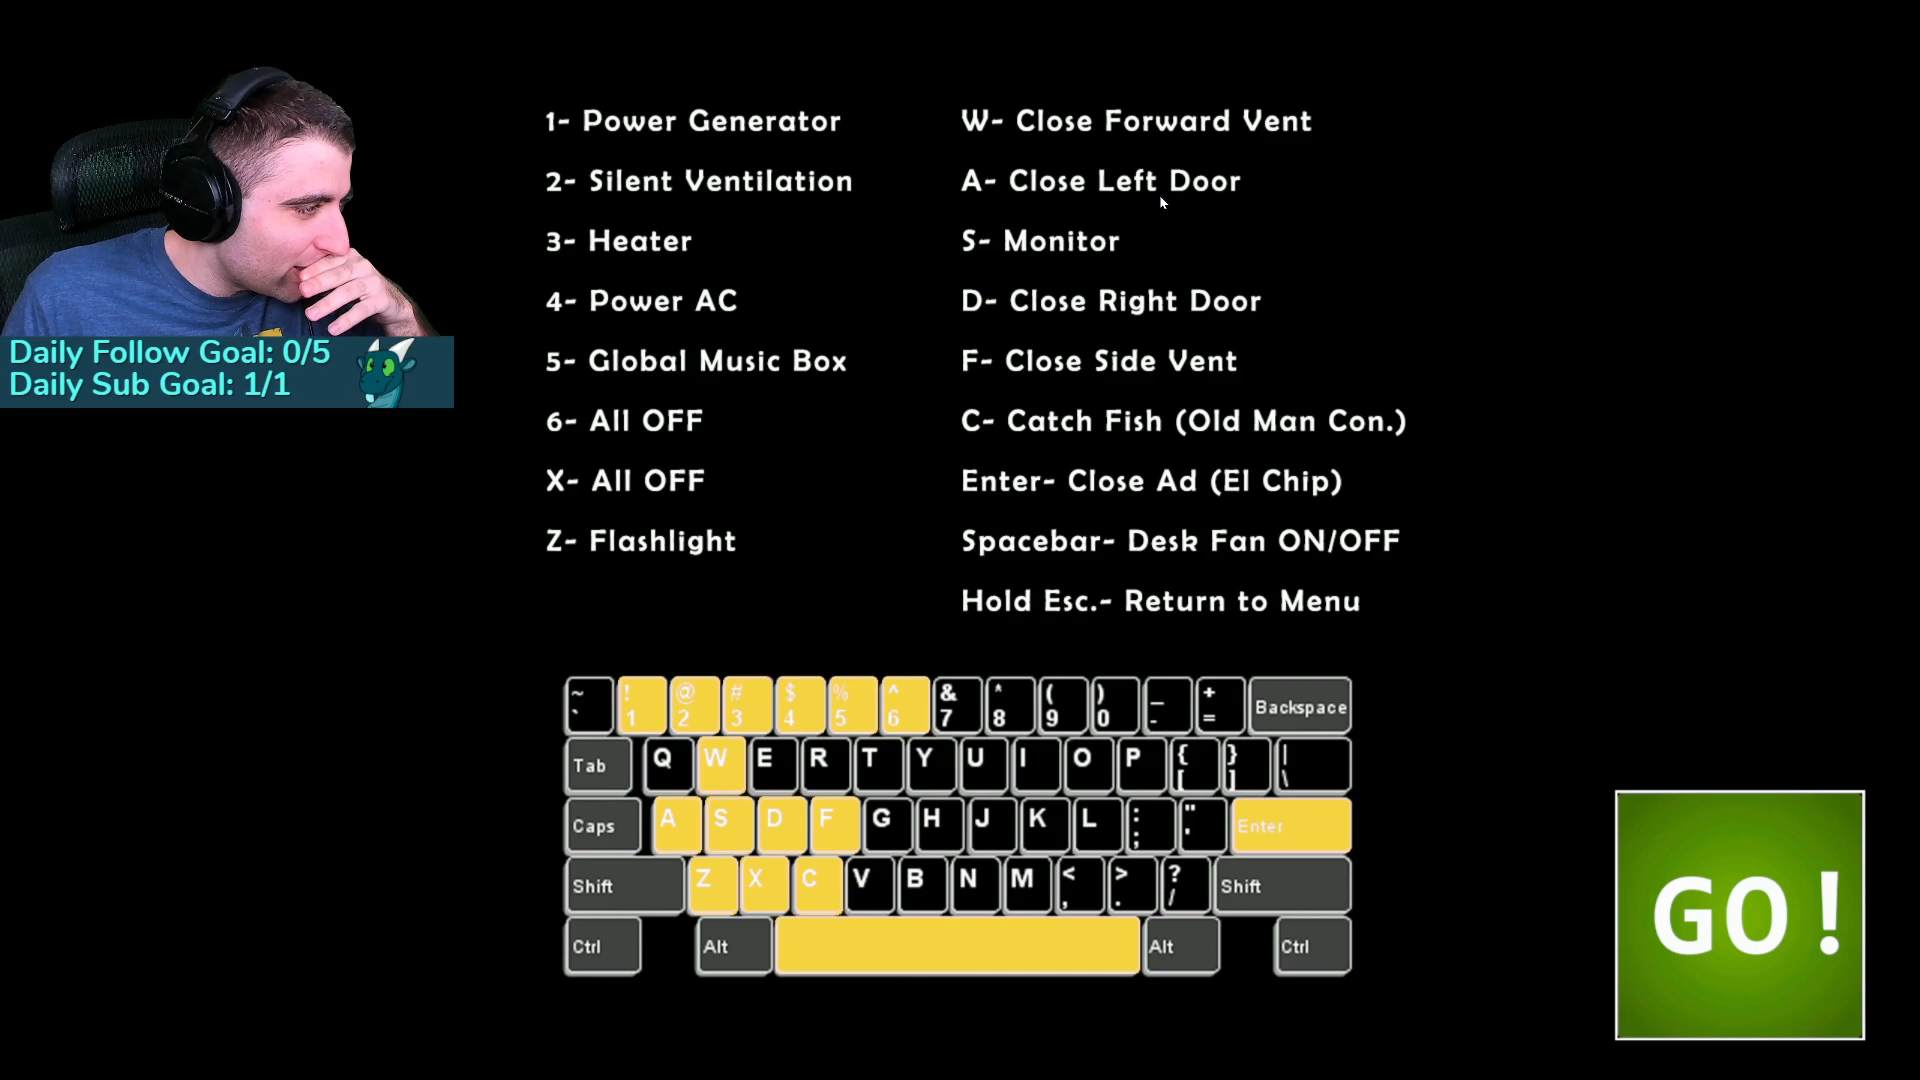 1- Power Generator
2- Silent Ventilation
3- Heater
4- Power AC
5- Global Music Box
6- All OFF
X- All OFF
Z- Flashlight
W- Close Forward Vent
A- Close Left Door
S- Monitor
D- Close Right Door
F- Close Side Vent
C- Catch Fish (Old Man Con.)
Enter- Close Ad (El Chip)
Spacebar- Desk Fan ON/OFF
Hold Esc.- Return to Menu
Daily Follow Goal: 0/5
Daily Sub Goal: 1/1
~ ! @ # $ % ^ & * ( ) _ +
` 1 2 3 4 5 6 7 8 9 0 - = Backspace
Tab Q W E R T Y U I O P { [ } ] | \
Caps A S D F G H J K L : ; " ' Enter
Shift Z X C V B N M < , > . ? / Shift
Ctrl Alt Alt Ctrl
GO!